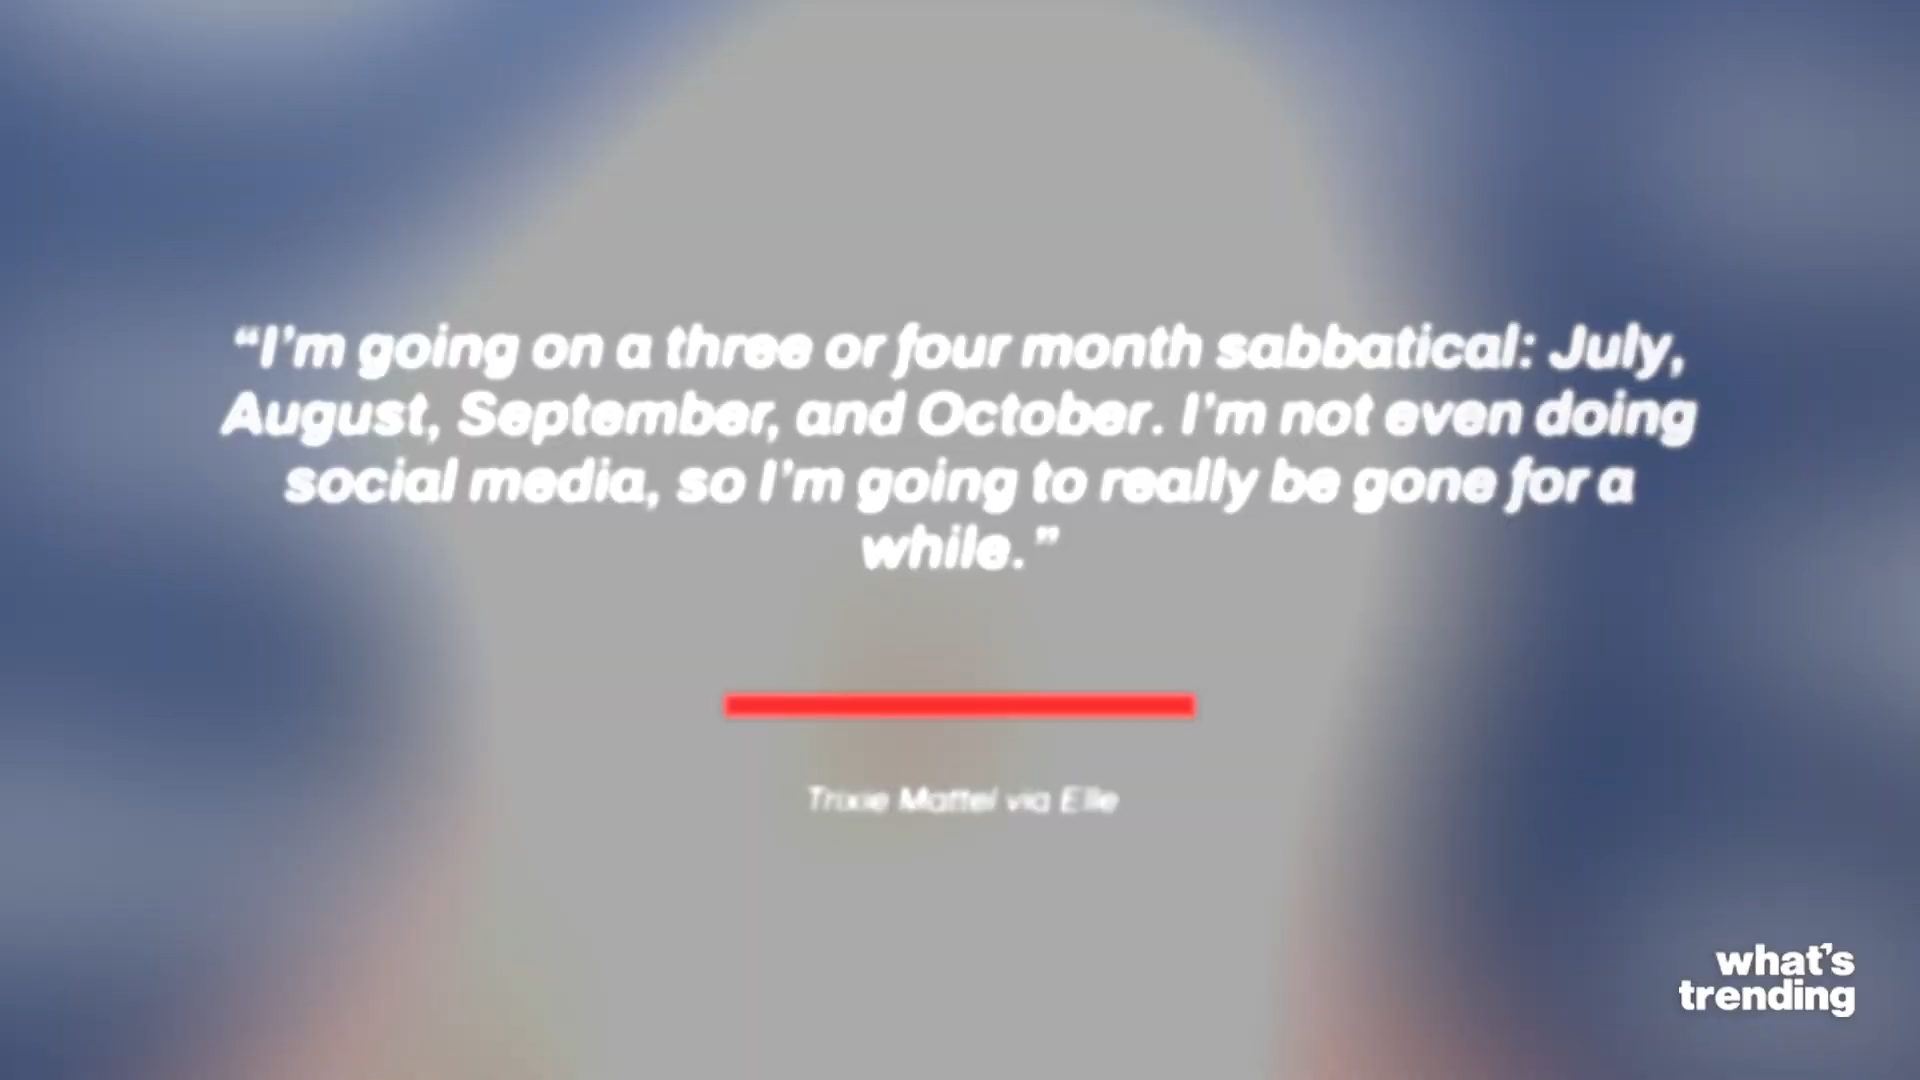 “I’m going on a three or four month sabbatical: July,
August, September, and October. I’m not even doing
social media, so I’m going to really be gone for a
while.”
Trixie Mattel via Elle
what’s
trending